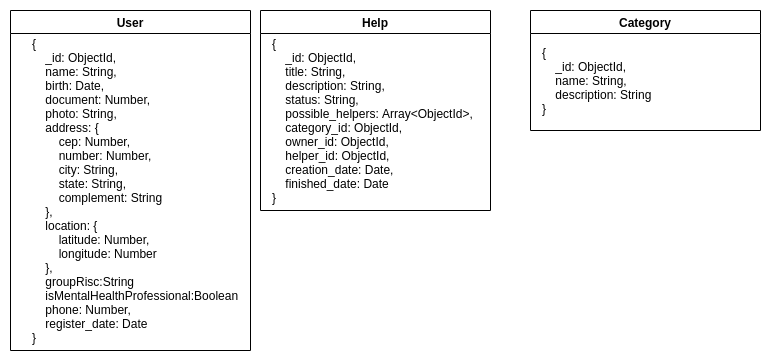 User
{
_id: ObjectId,
name: String,
birth: Date,
document: Number,
photo: String,
address: {
cep: Number,
number: Number,
city: String,
state: String,
complement: String
},
location: {
latitude: Number,
longitude: Number
},
groupRisc:String
isMentalHealthProfessional:Boolean
phone: Number,
register_date: Date
}
Help
{
_id: ObjectId,
title: String,
description: String,
status: String,
possible_helpers: Array<ObjectId>,
category_id: ObjectId,
owner_id: ObjectId,
helper_id: ObjectId,
creation_date: Date,
finished_date: Date
}
Category
{
_id: ObjectId,
name: String,
description: String
}